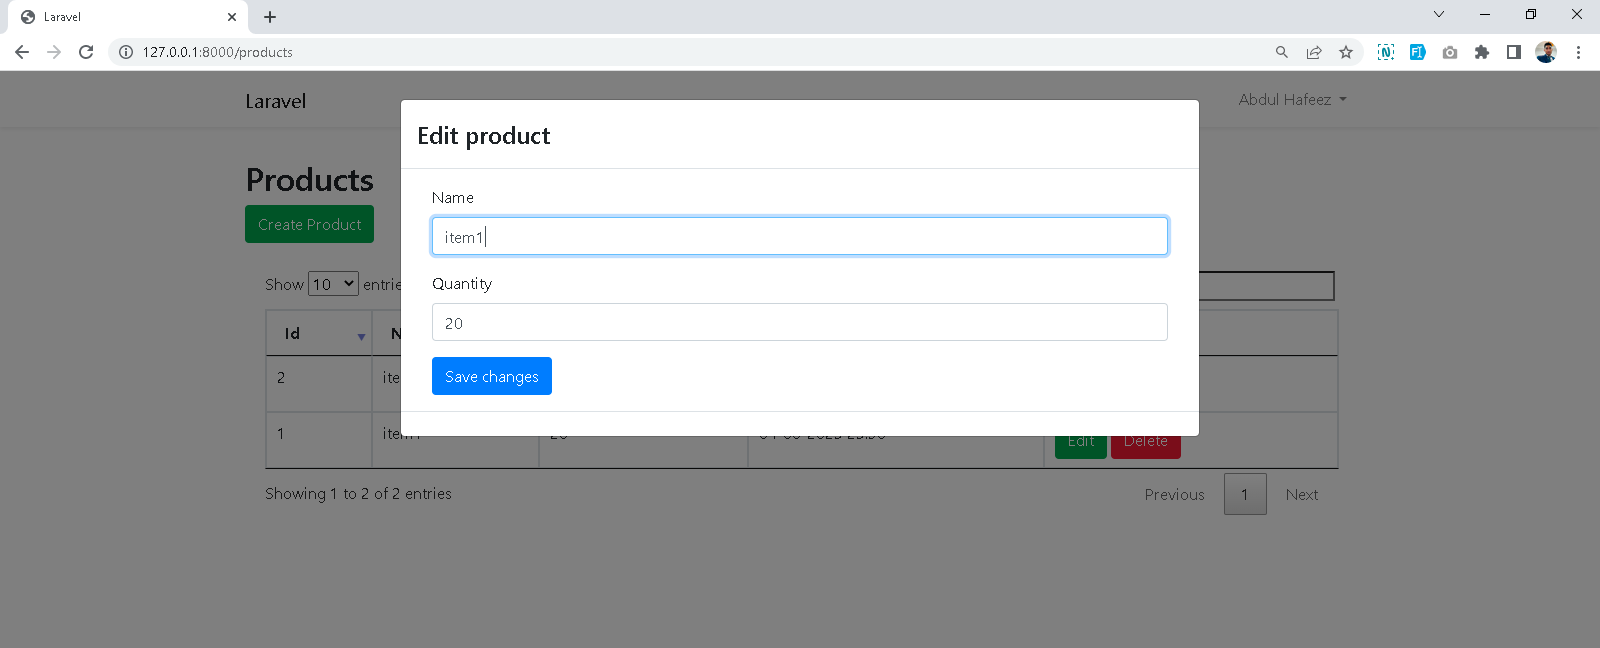 Laravel
127.0.0.1:8000/products
Laravel
Abdul Hafeez
Edit product
Products
Name
Create Product
item1
Show 10 entrie
Quantity
20
Id
N
Save changes
2
ite
1
Edit
Delete
Showing 1 to 2 of 2 entries
Previous
1
Next